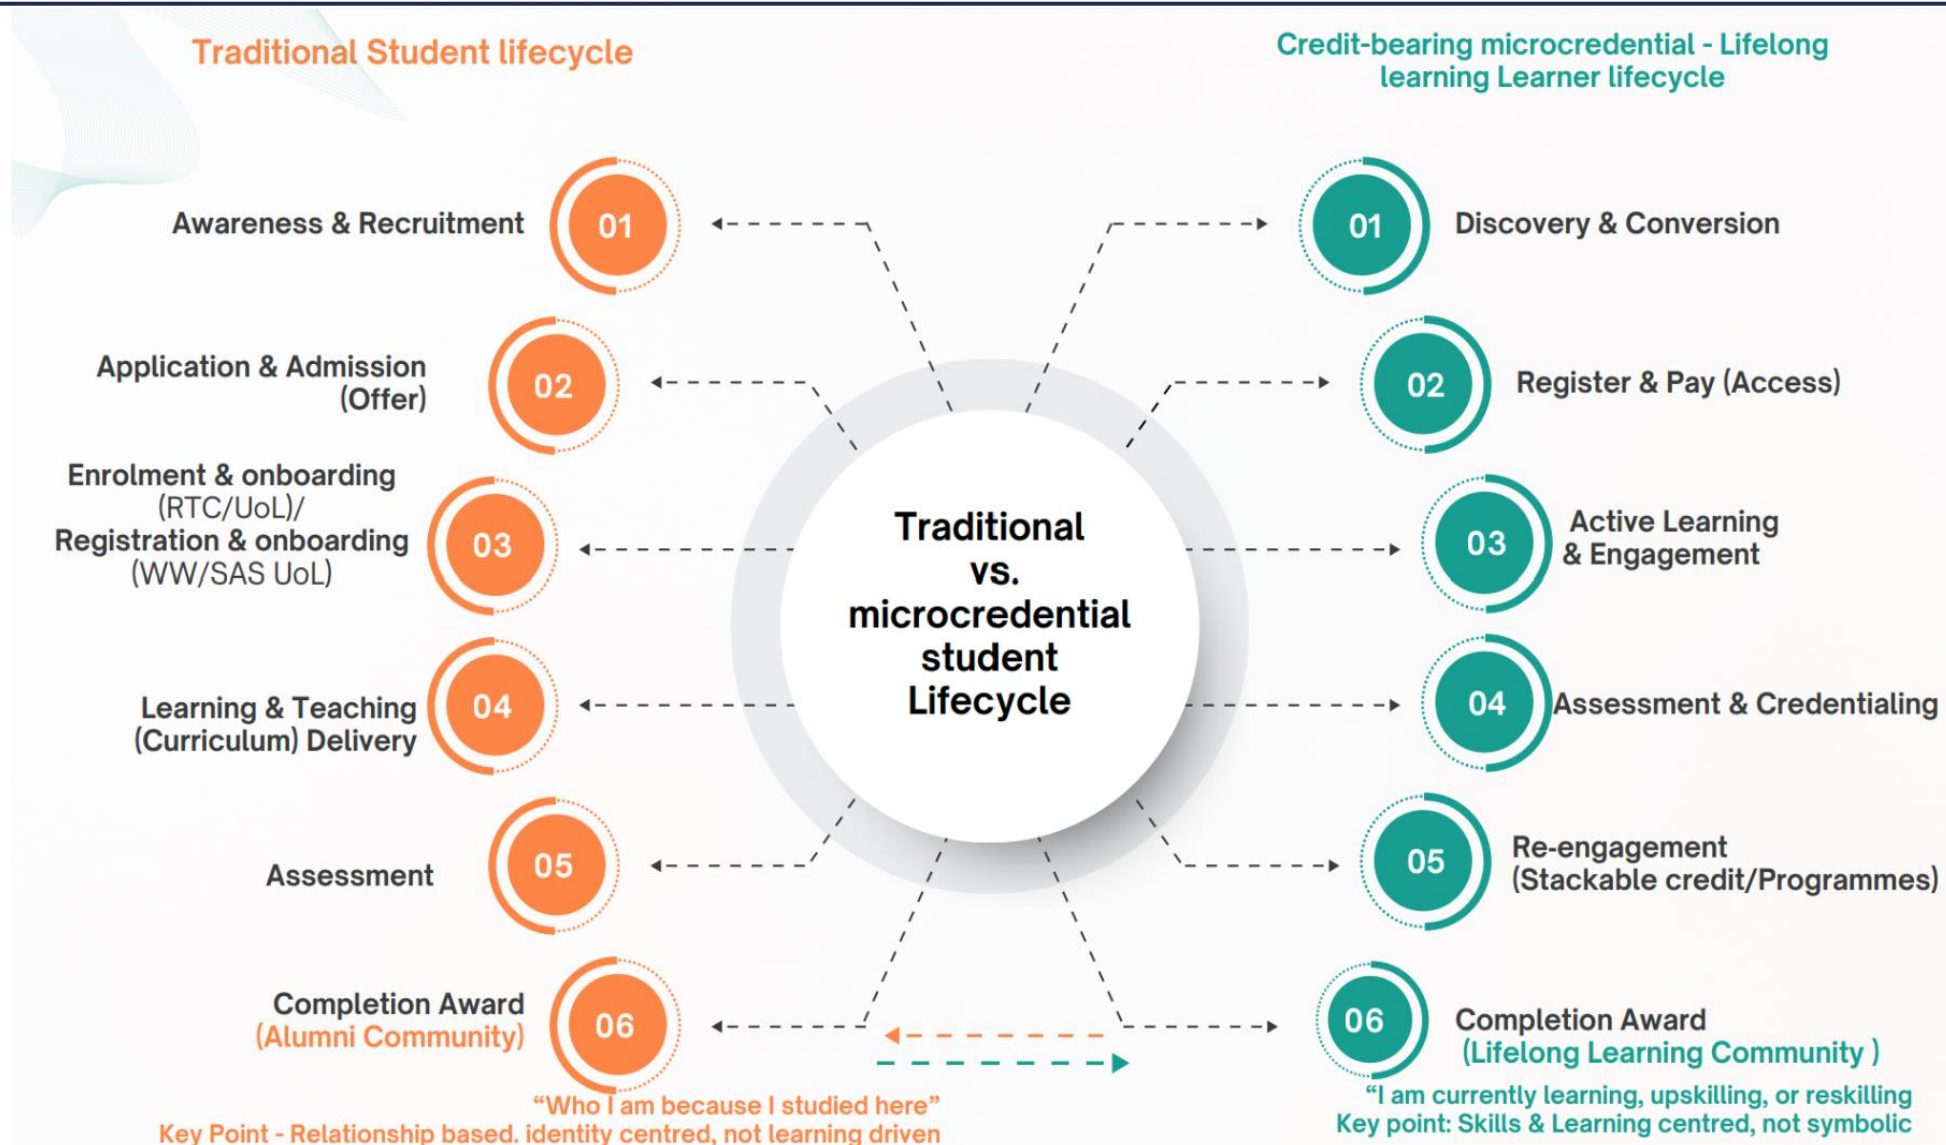 Traditional Student lifecycle
01
Awareness & Recruitment
02
Application & Admission
(Offer)
03
Enrolment & onboarding
(RTC/UoL)/
Registration & onboarding
(WW/SAS UoL)
04
Learning & Teaching
(Curriculum) Delivery
05
Assessment
06
Completion Award
(Alumni Community)
“Who I am because I studied here”
Key Point - Relationship based. identity centred, not learning driven
Traditional
vs.
microcredential
student
Lifecycle
Credit-bearing microcredential - Lifelong
learning Learner lifecycle
01
Discovery & Conversion
02
Register & Pay (Access)
03
Active Learning
& Engagement
04
Assessment & Credentialing
05
Re-engagement
(Stackable credit/Programmes)
06
Completion Award
(Lifelong Learning Community )
“I am currently learning, upskilling, or reskilling
Key point: Skills & Learning centred, not symbolic